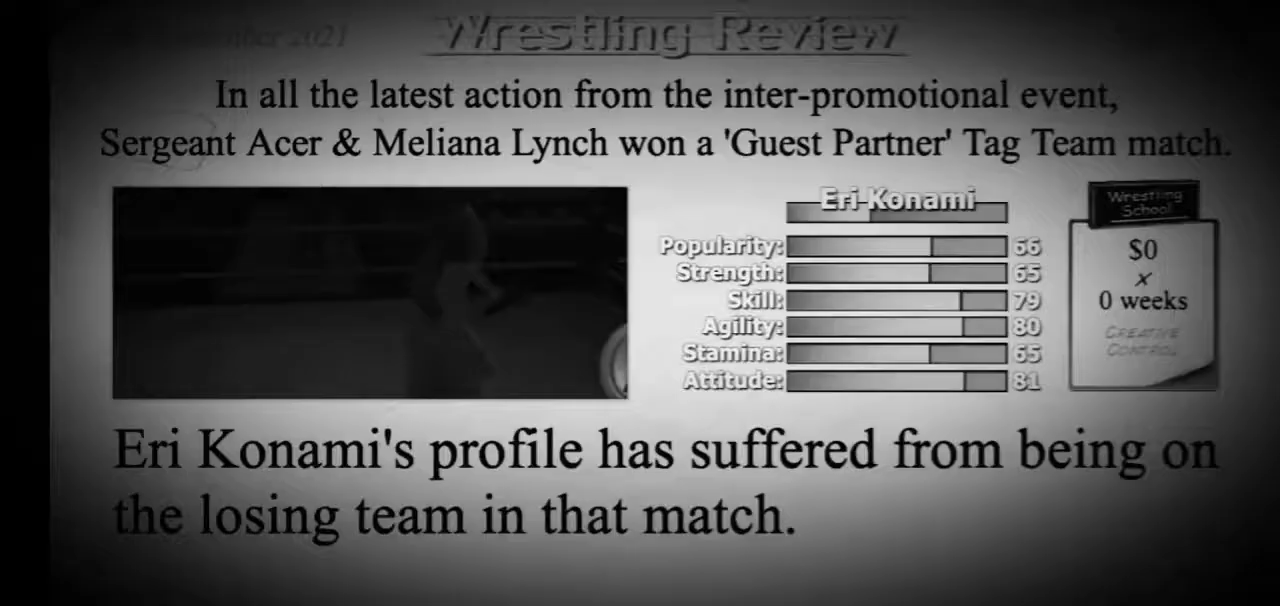 2021
Wrestling Review
In all the latest action from the inter-promotional event,
Sergeant Acer & Meliana Lynch won a 'Guest Partner' Tag Team match.
Eri Konami
Popularity: 66
Strength: 65
Skill: 79
Agility: 80
Stamina: 65
Attitude: 81
Wrestling
School
$0
x
0 weeks
CREATIVE
CONTROL
Eri Konami's profile has suffered from being on
the losing team in that match.